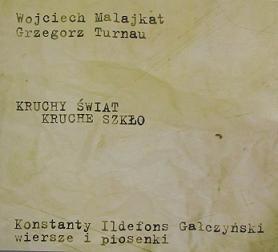 Wojciech Malajkat
Grzegorz Turnau
KRUCHY ŚWIAT
KRUCHE SZKŁO
Konstanty Ildefons Gałczyński
wiersze i piosenki